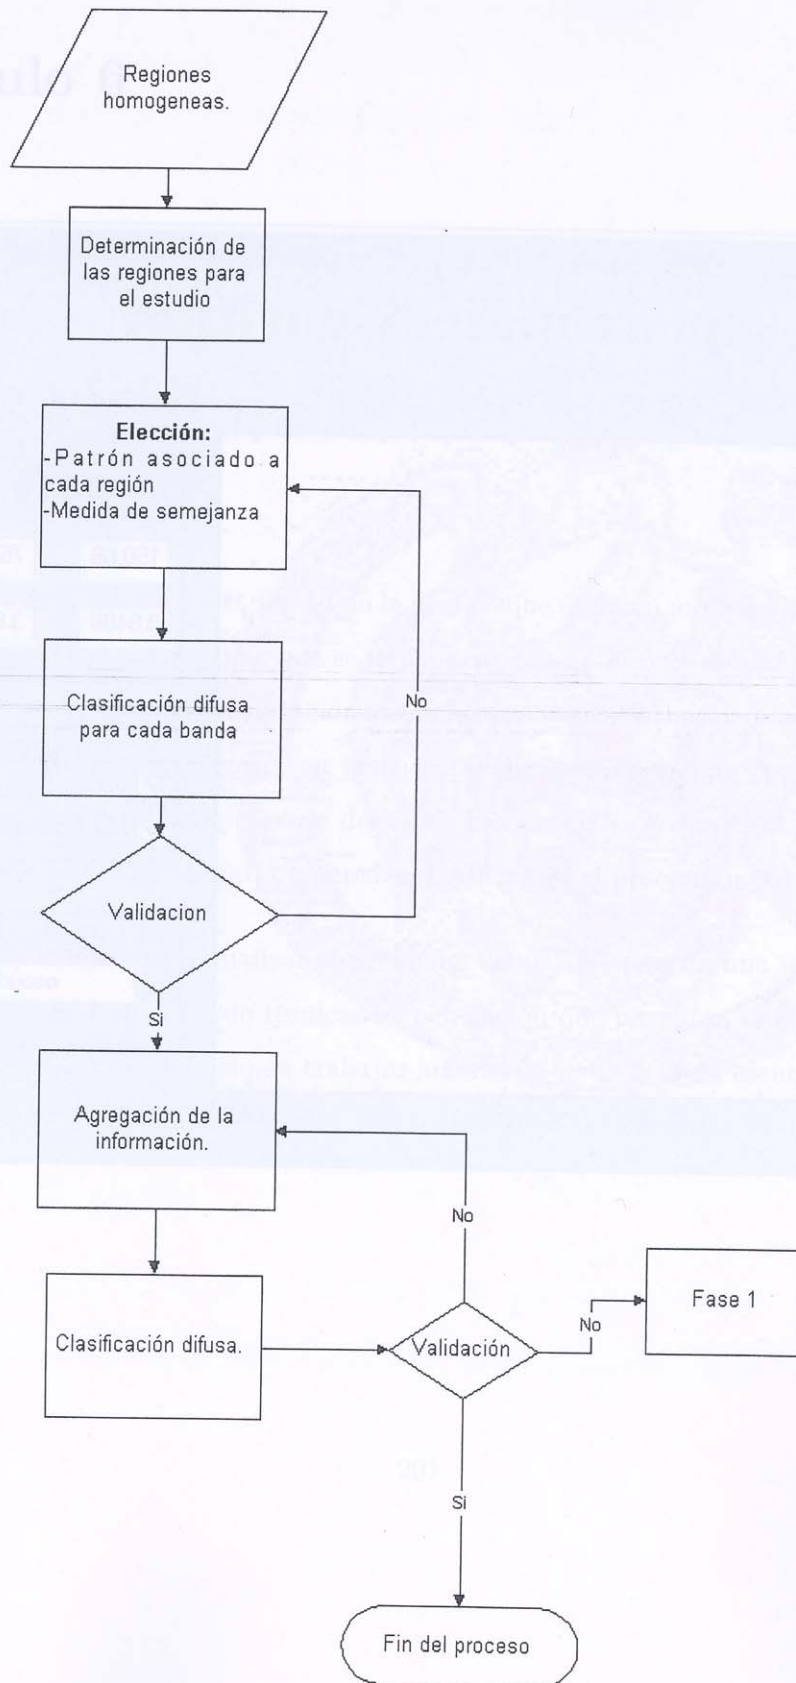 Regiones
homogeneas.
Determinación de
las regiones para
el estudio
Elección:
-Patrón asociado a
cada región
-Medida de semejanza
Clasificación difusa
para cada banda
No
Validacion
Si
Agregación de la
información.
No
Clasificación difusa.
Validación
No
Fase 1
Si
Fin del proceso